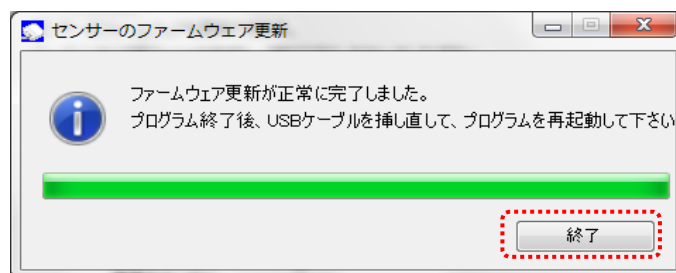 センサーのファームウェア更新
ファームウェア更新が正常に完了しました。
プログラム終了後、USBケーブルを挿し直して、プログラムを再起動して下さい
終了